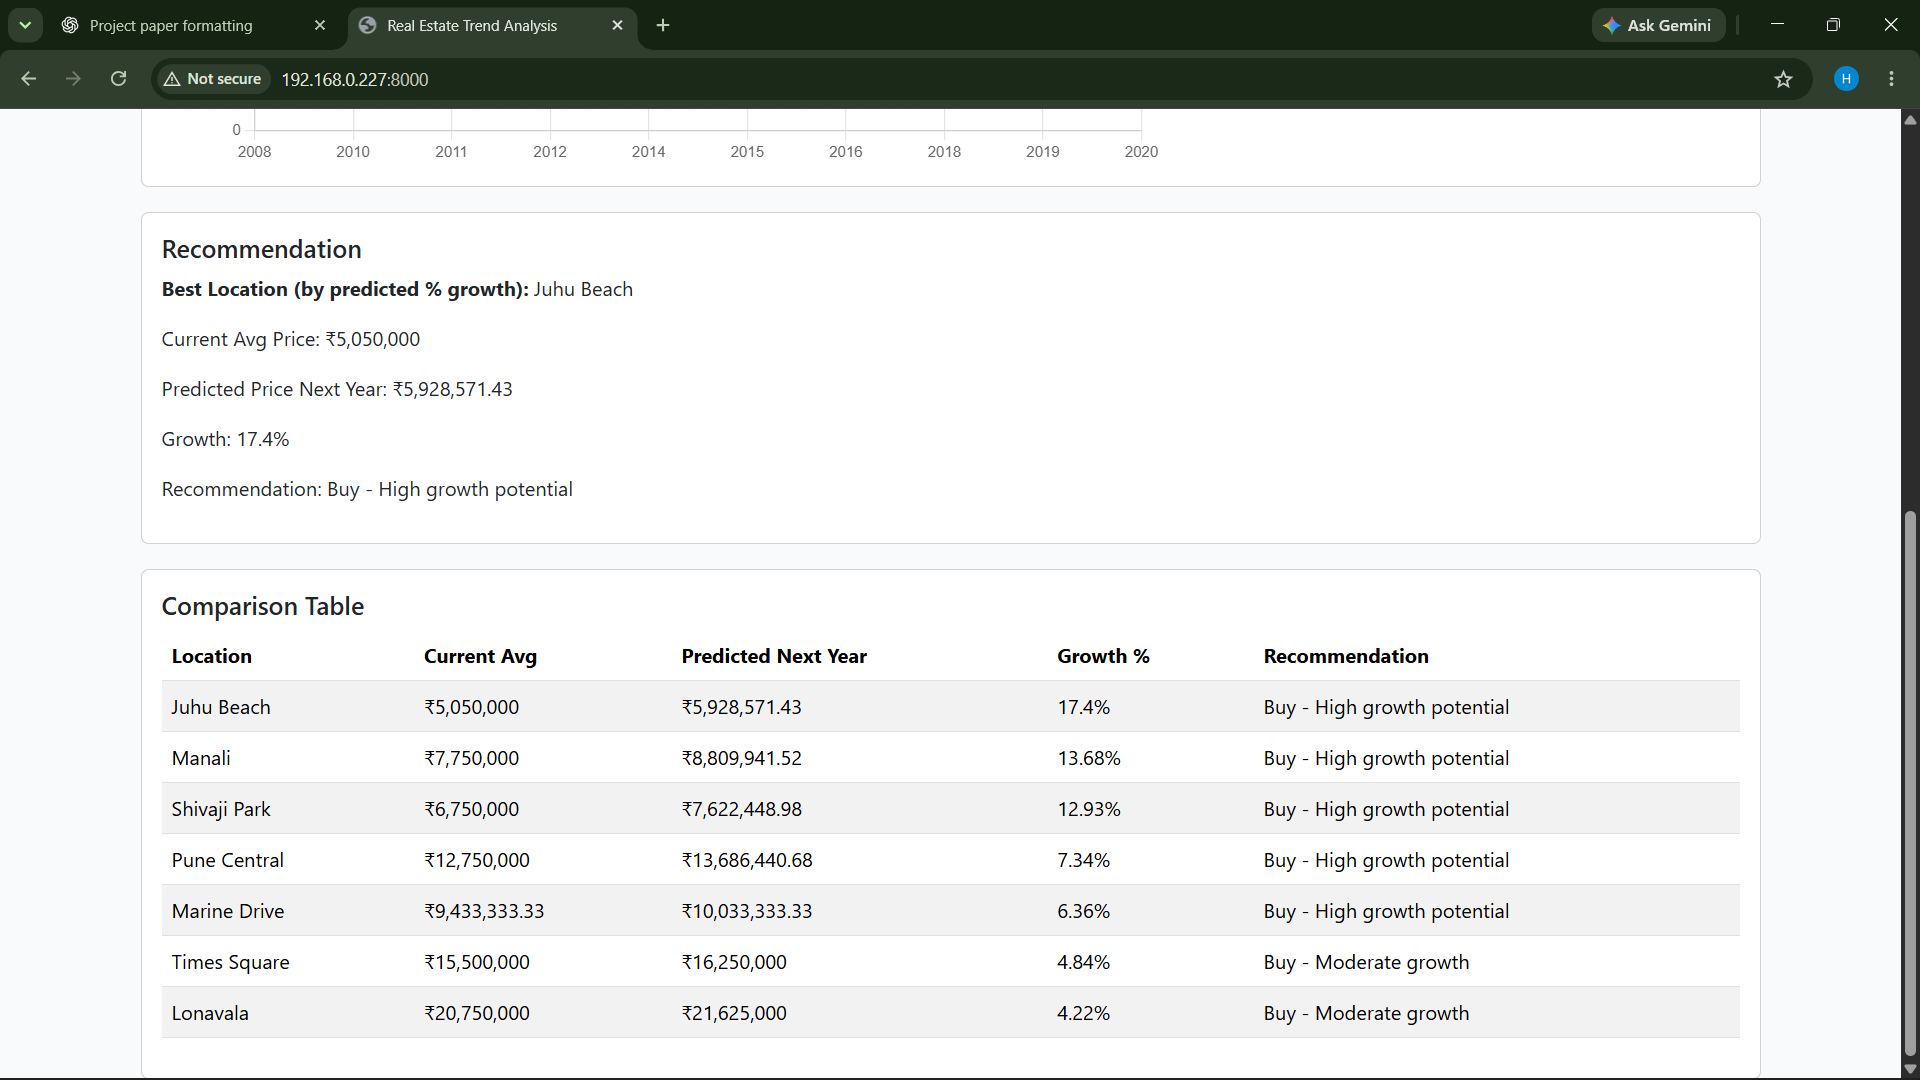 Project paper formatting
Real Estate Trend Analysis
Ask Gemini
Not secure
192.168.0.227:8000
H
0
2008 2010 2011 2012 2014 2015 2016 2018 2019 2020
Recommendation
Best Location (by predicted % growth): Juhu Beach
Current Avg Price: ₹5,050,000
Predicted Price Next Year: ₹5,928,571.43
Growth: 17.4%
Recommendation: Buy - High growth potential
Comparison Table
Location Current Avg Predicted Next Year Growth % Recommendation
Juhu Beach ₹5,050,000 ₹5,928,571.43 17.4% Buy - High growth potential
Manali ₹7,750,000 ₹8,809,941.52 13.68% Buy - High growth potential
Shivaji Park ₹6,750,000 ₹7,622,448.98 12.93% Buy - High growth potential
Pune Central ₹12,750,000 ₹13,686,440.68 7.34% Buy - High growth potential
Marine Drive ₹9,433,333.33 ₹10,033,333.33 6.36% Buy - High growth potential
Times Square ₹15,500,000 ₹16,250,000 4.84% Buy - Moderate growth
Lonavala ₹20,750,000 ₹21,625,000 4.22% Buy - Moderate growth